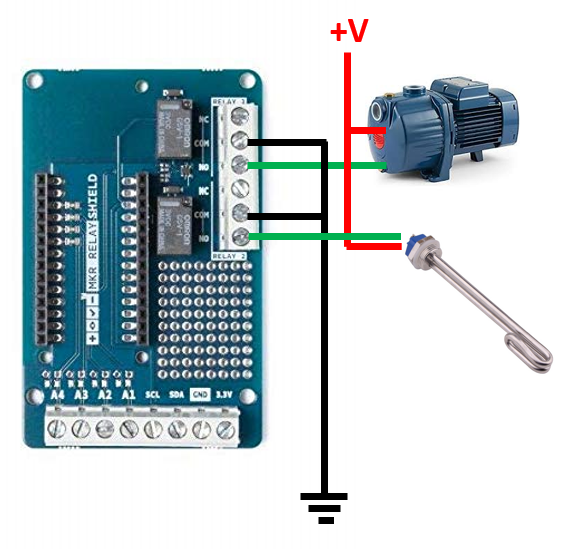 +V
RELAY 1
NC
COM
NO
NC
COM
NO
RELAY 2
MKR RELAY SHIELD
A4 A3 A2 A1 SCL SDA GND 3.3V